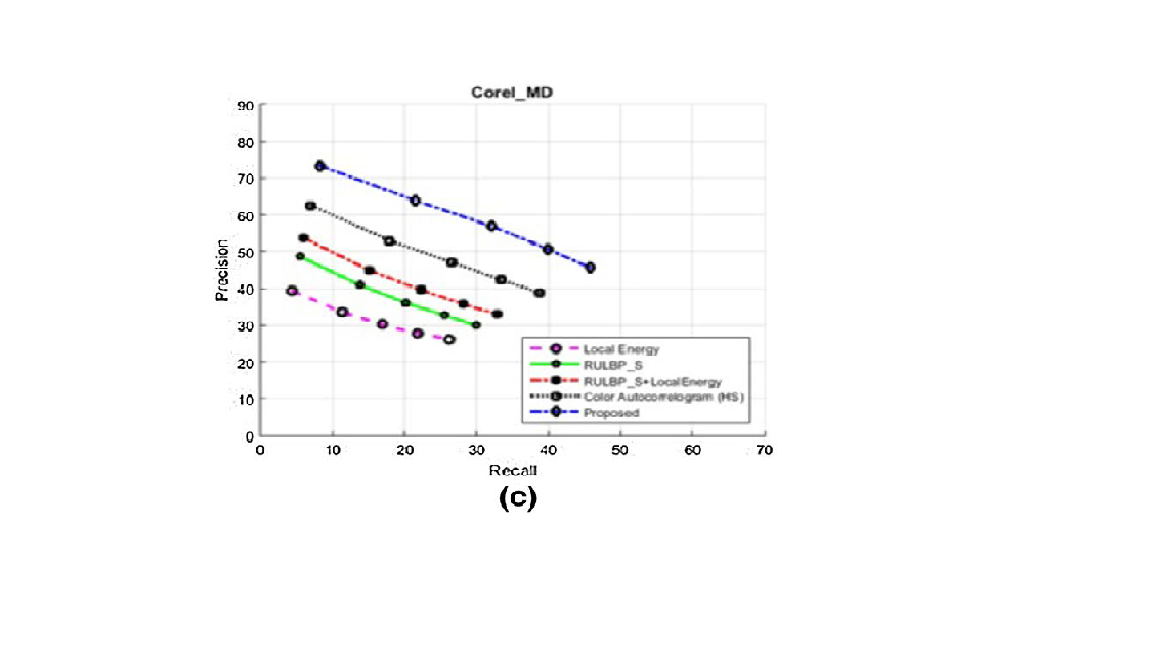 Corel_MD
90
80
70
60
50
40
30
20
10
0
Precision
0 10 20 30 40 50 60 70
Recall
Local Energy
RULBP_S
RULBP_S+LocalEnergy
Color Autocorrelogram (HS)
Proposed
(c)